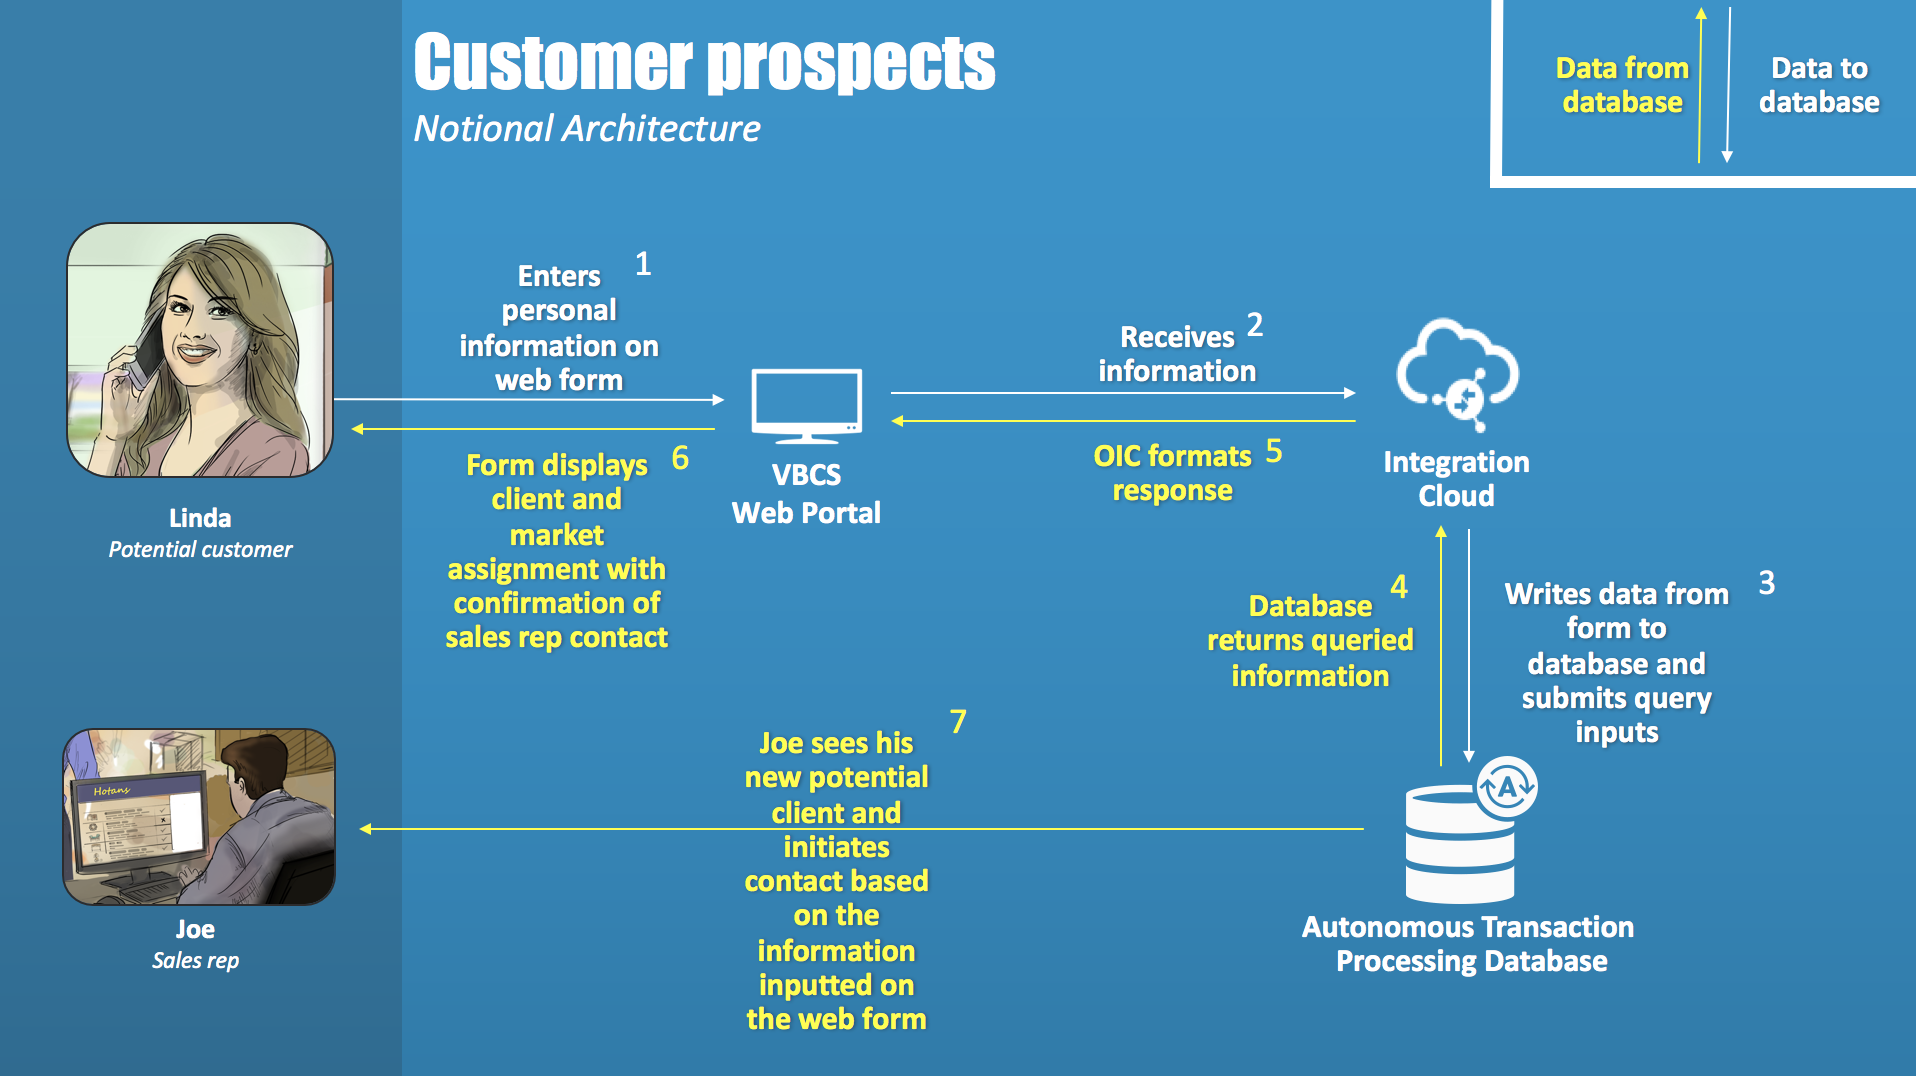 Customer prospects
Notional Architecture
Data from
database
Data to
database
1
Enters
personal
information on
web form
2
Receives
information
Integration
Cloud
VBCS
Web Portal
OIC formats 5
response
6
Form displays
client and
market
assignment with
confirmation of
sales rep contact
Linda
Potential customer
4
Database
returns queried
information
3
Writes data from
form to
database and
submits query
inputs
7
Joe sees his
new potential
client and
initiates
contact based
on the
information
inputted on
the web form
Hotans
A
Joe
Sales rep
Autonomous Transaction
Processing Database